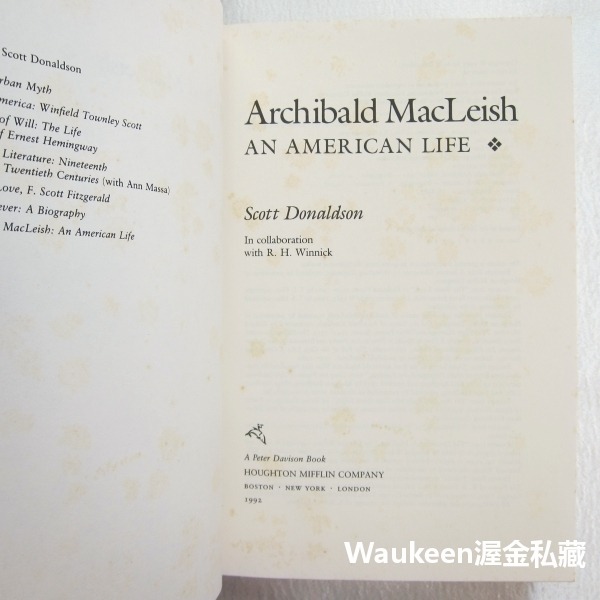 Scott Donaldson
rban Myth
merica: Winfield Townley Scott
of Will: The Life
f Ernest Hemingway
Literature: Nineteenth
Twentieth Centuries (with Ann Massa)
ove, F. Scott Fitzgerald
ever: A Biography
MacLeish: An American Life
Archibald MacLeish
AN AMERICAN LIFE ❖
Scott Donaldson
In collaboration
with R. H. Winnick
A Peter Davison Book
HOUGHTON MIFFLIN COMPANY
BOSTON · NEW YORK · LONDON
1992
Waukeen渥金私藏